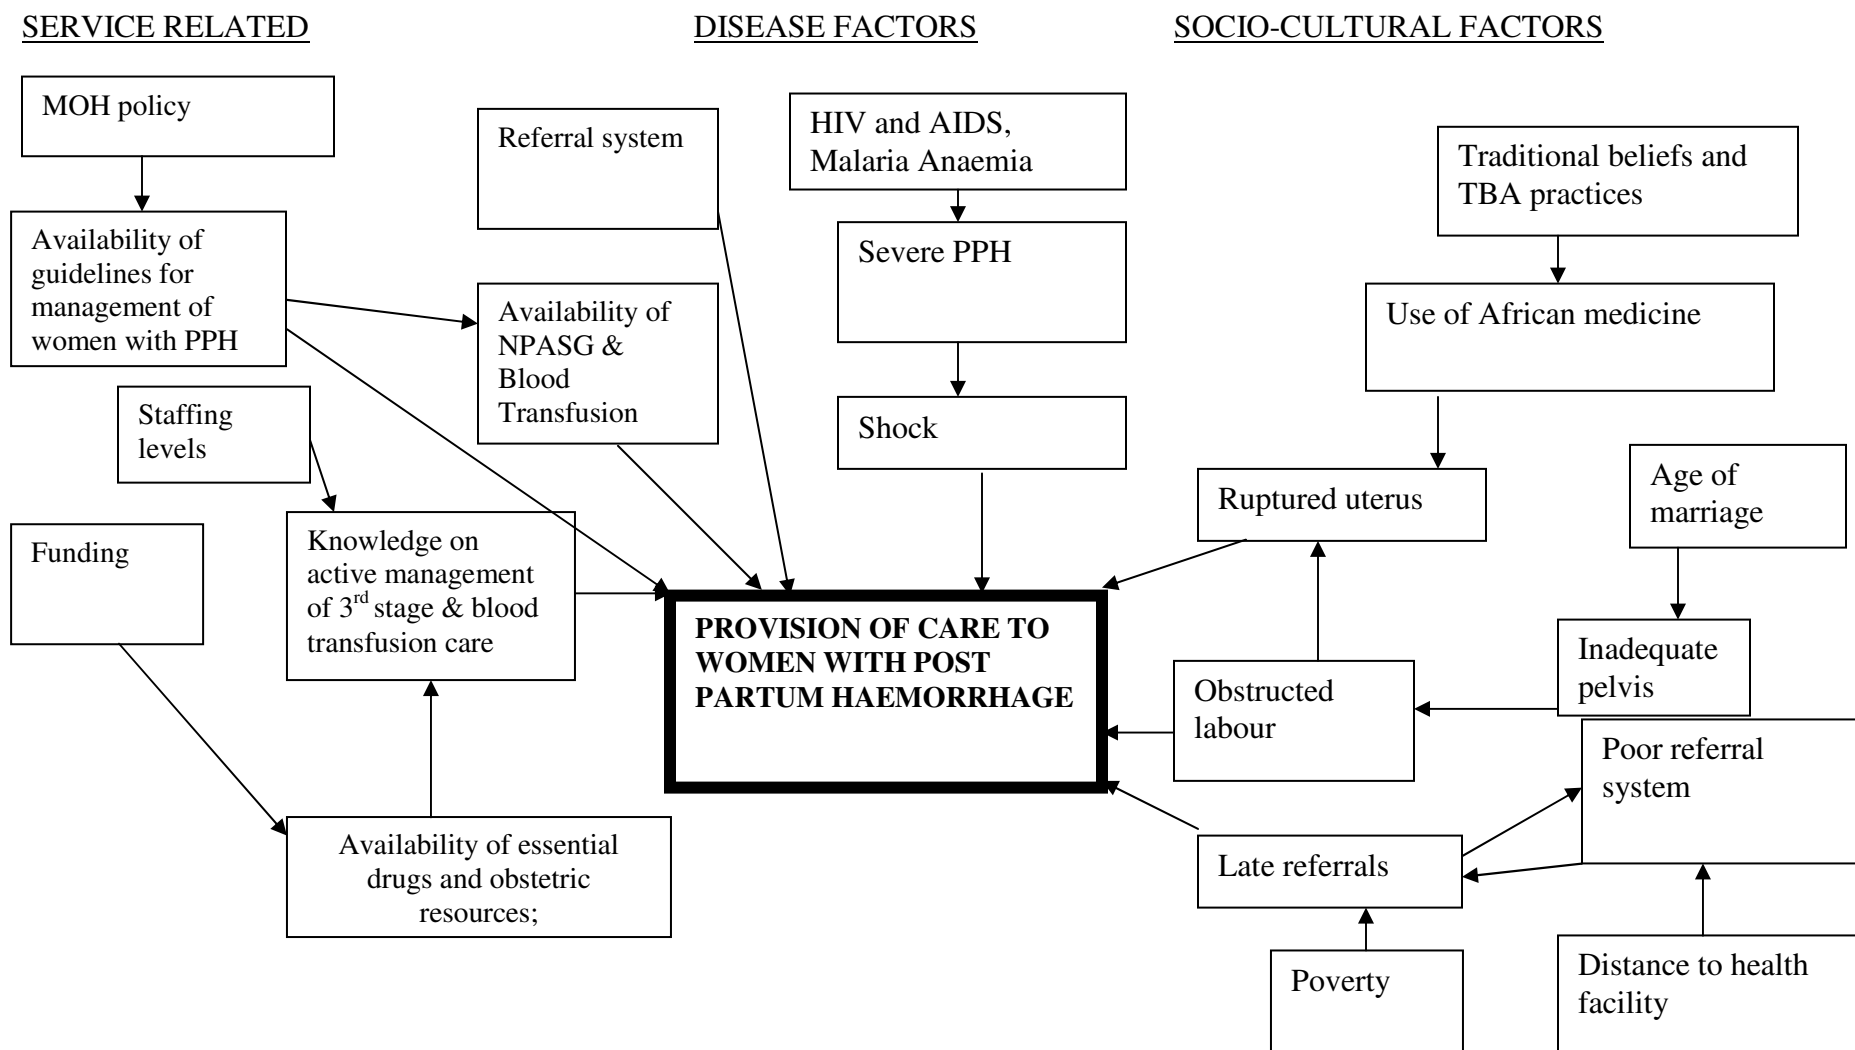 SERVICE RELATED
DISEASE FACTORS
SOCIO-CULTURAL FACTORS
MOH policy
Availability of
guidelines for
management of
women with PPH
Staffing
levels
Funding
Knowledge on
active management
of 3rd stage & blood
transfusion care
Availability of essential
drugs and obstetric
resources;
Referral system
Availability of
NPASG &
Blood
Transfusion
HIV and AIDS,
Malaria Anaemia
Severe PPH
Shock
PROVISION OF CARE TO
WOMEN WITH POST
PARTUM HAEMORRHAGE
Traditional beliefs and
TBA practices
Use of African medicine
Ruptured uterus
Age of
marriage
Inadequate
pelvis
Obstructed
labour
Poor referral
system
Late referrals
Poverty
Distance to health
facility